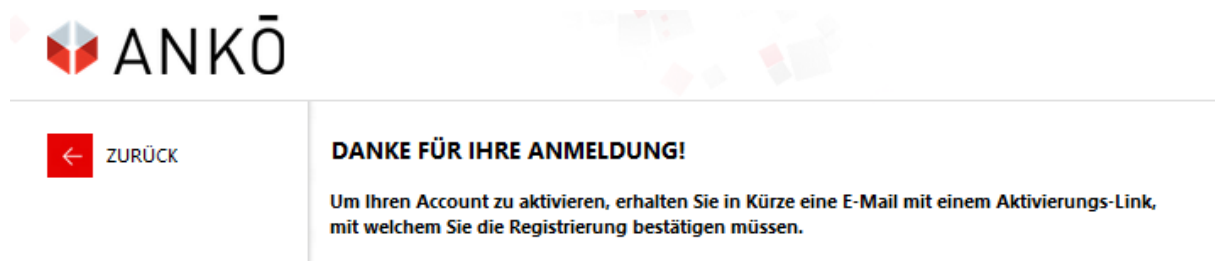 ANKŌ
ZURÜCK
DANKE FÜR IHRE ANMELDUNG!
Um Ihren Account zu aktivieren, erhalten Sie in Kürze eine E-Mail mit einem Aktivierungs-Link,
mit welchem Sie die Registrierung bestätigen müssen.